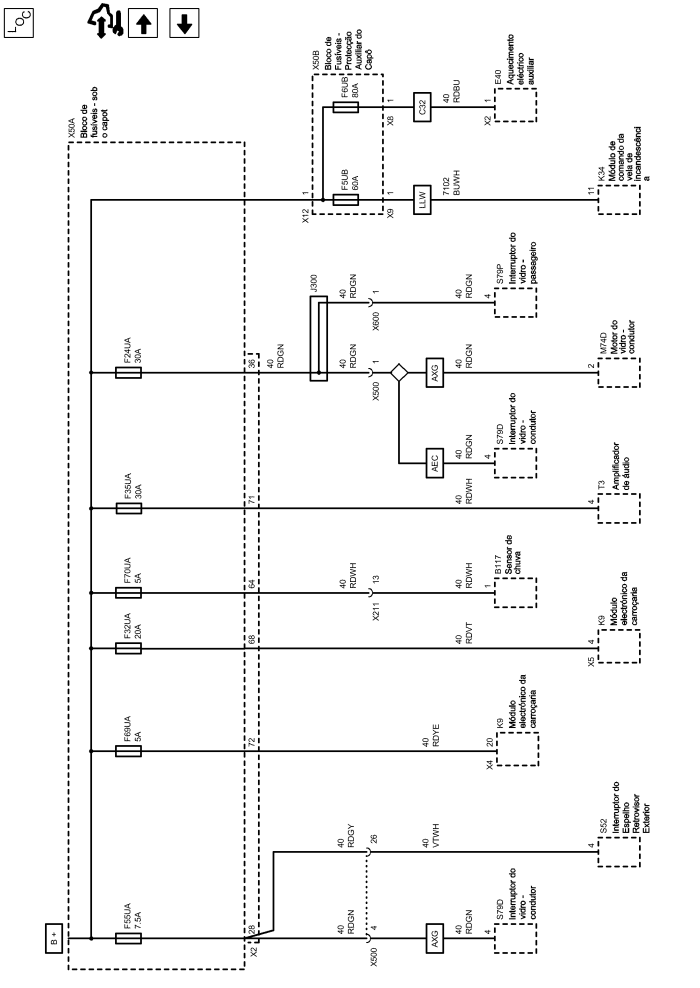 LOC
B +
X50A
Bloco de
fusíveis - sob
o capot
F55UA
7.5A
F69UA
5A
F32UA
20A
F70UA
5A
F35UA
30A
F24UA
30A
X2
28
72
68
64
71
36
40
RDGN
J300
X12
1
X50B
Bloco de
Fusíveis -
Protecção
Auxiliar do
Capô
F5UB
60A
F6UB
80A
X9
1
X8
1
LLW
C32
7102
BUWH
40
RDBU
X2
1
E40
Aquecimento
eléctrico
auxiliar
11
K34
Módulo de
comando da
vela de
incandescênci
a
40
RDGN
X500
4
40
RDGY
26
AXG
40
RDGN
4
S79D
Interruptor do
vidro -
condutor
40
VTWH
4
S52
Interruptor do
Espelho
Retrovisor
Exterior
40
RDYE
X4
20
K9
Módulo
electrónico da
carroçaria
40
RDVT
X5
4
K9
Módulo
electrónico da
carroçaria
40
RDWH
X211
13
40
RDWH
1
B117
Sensor de
chuva
40
RDWH
4
T3
Amplificador
de áudio
40
RDGN
X500
1
AEC
40
RDGN
4
S79D
Interruptor do
vidro -
condutor
AXG
40
RDGN
2
M74D
Motor do
vidro -
condutor
40
RDGN
X600
1
40
RDGN
4
S79P
Interruptor do
vidro -
passageiro